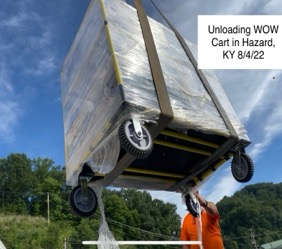 Unloading WOW
Cart in Hazard,
KY 8/4/22